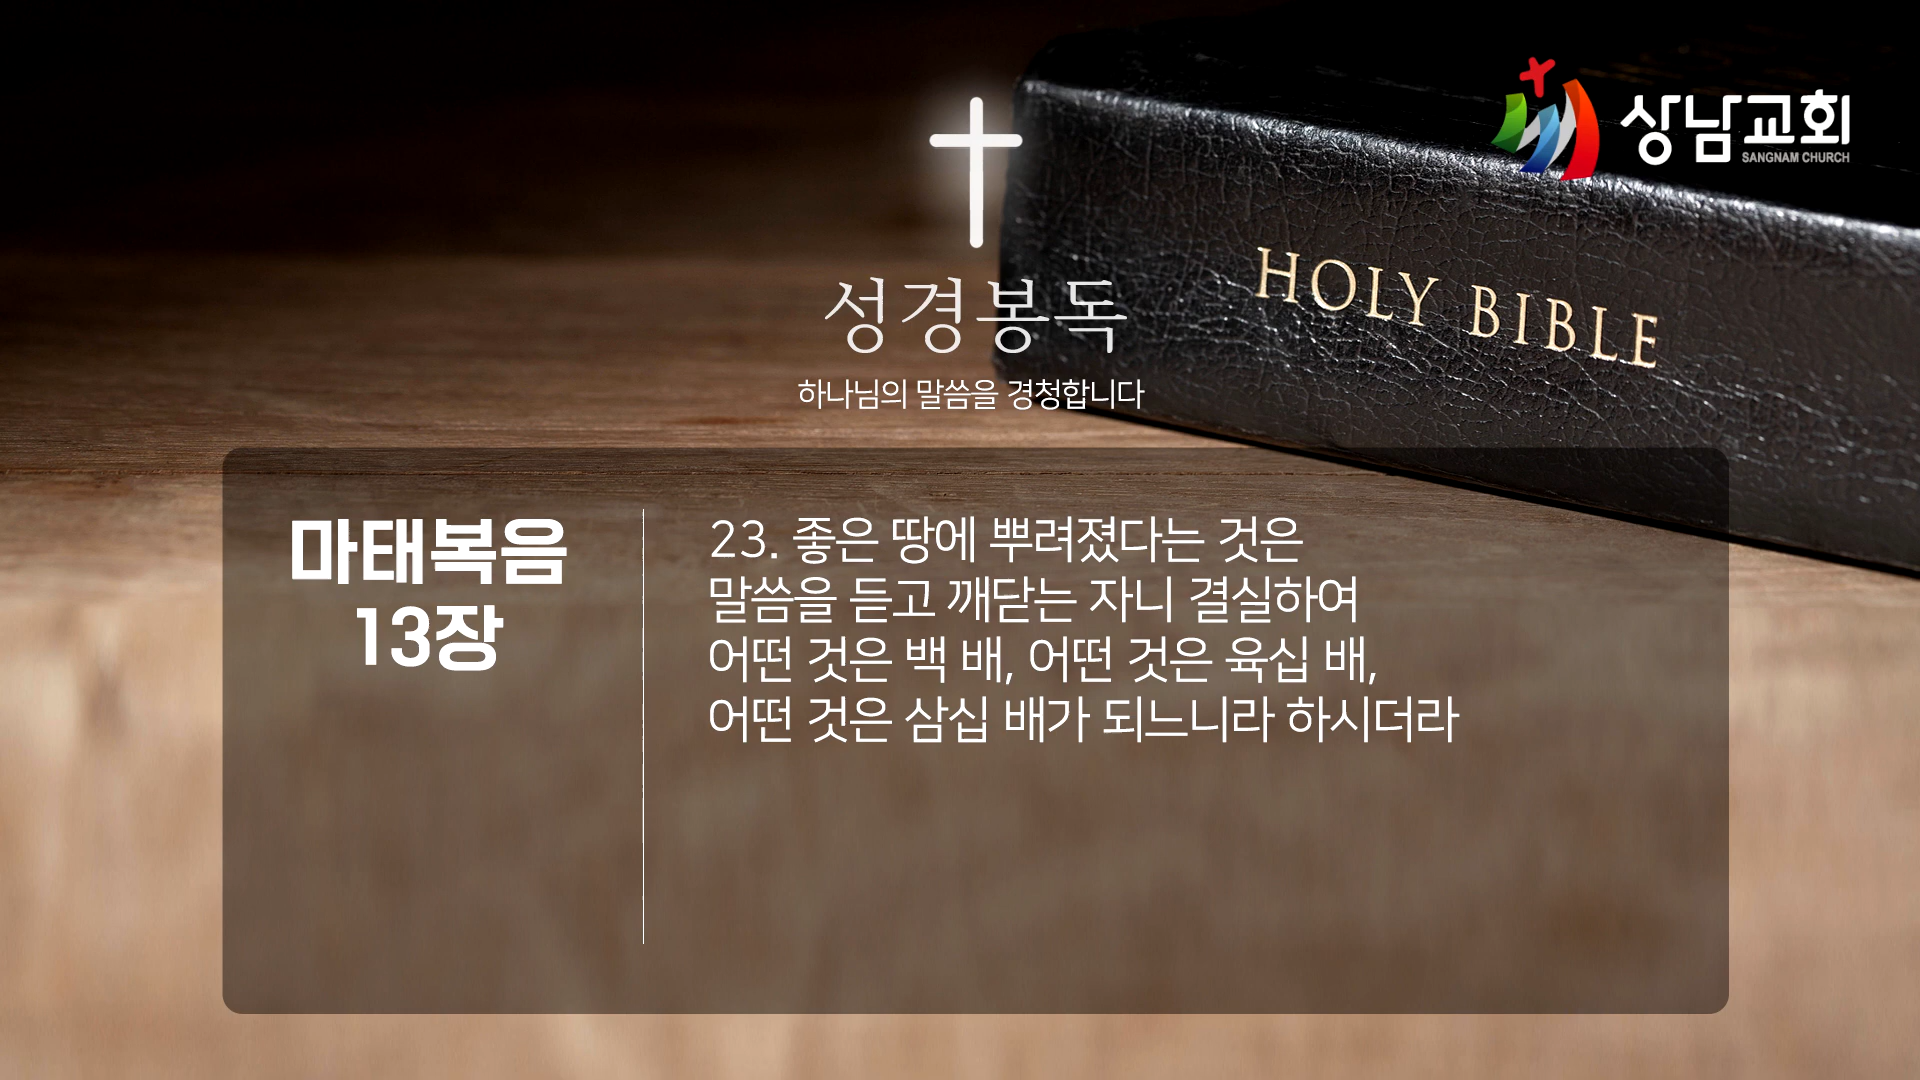 상남교회
SANGNAM CHURCH
HOLY BIBLE
성경봉독
하나님의 말씀을 경청합니다
마태복음
13장
23. 좋은 땅에 뿌려졌다는 것은
말씀을 듣고 깨닫는 자니 결실하여
어떤 것은 백 배, 어떤 것은 육십 배,
어떤 것은 삼십 배가 되느니라 하시더라